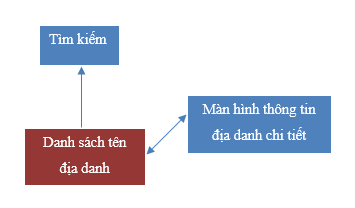 Tìm kiếm
Màn hình thông tin
địa danh chi tiết
Danh sách tên
địa danh